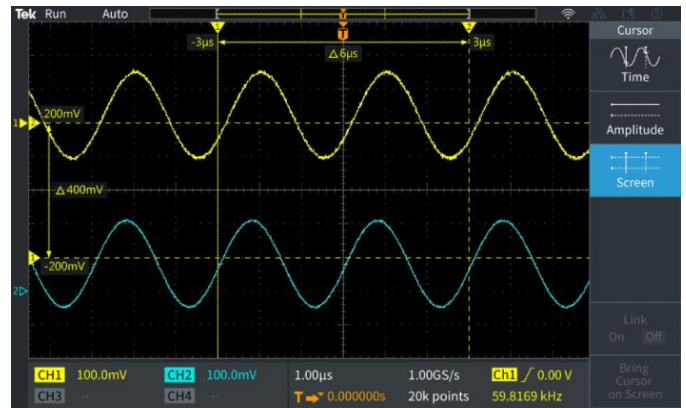 Tek Run Auto
Cursor
-3µs
3µs
Δ6µs
Time
200mV
1
Amplitude
Δ400mV
Screen
-200mV
2
Link
On Off
CH1 100.0mV
CH2 100.0mV
1.00µs
1.00GS/s
Ch1 0.00 V
CH3 --
CH4 --
T 0.000000s
20k points
59.8169 kHz
Bring
Cursor
on Screen